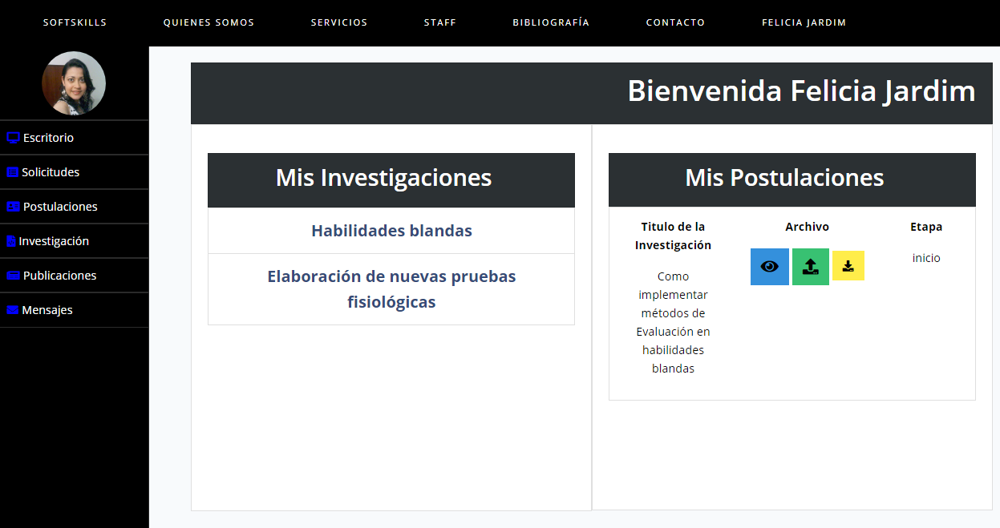 SOFTSKILLS QUIENES SOMOS SERVICIOS STAFF BIBLIOGRAFÍA CONTACTO FELICIA JARDIM
Escritorio
Solicitudes
Postulaciones
Investigación
Publicaciones
Mensajes
Bienvenida Felicia Jardim
Mis Investigaciones
Habilidades blandas
Elaboración de nuevas pruebas
fisiológicas
Mis Postulaciones
Titulo de la
Investigación
Archivo
Etapa
Como
implementar
métodos de
Evaluación en
habilidades
blandas
inicio